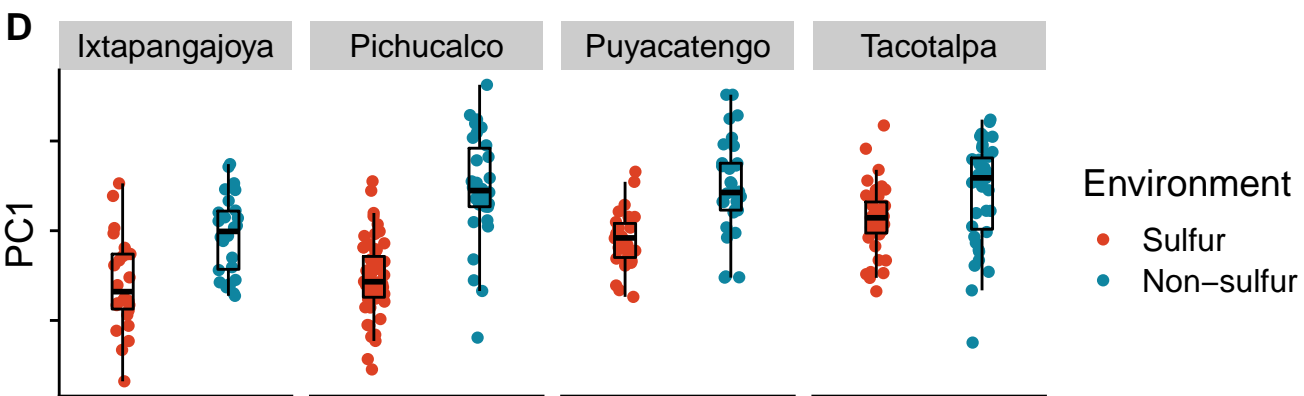 D
Ixtapangajoya
Pichucalco
Puyacatengo
Tacotalpa
PC1
Environment
Sulfur
Non−sulfur